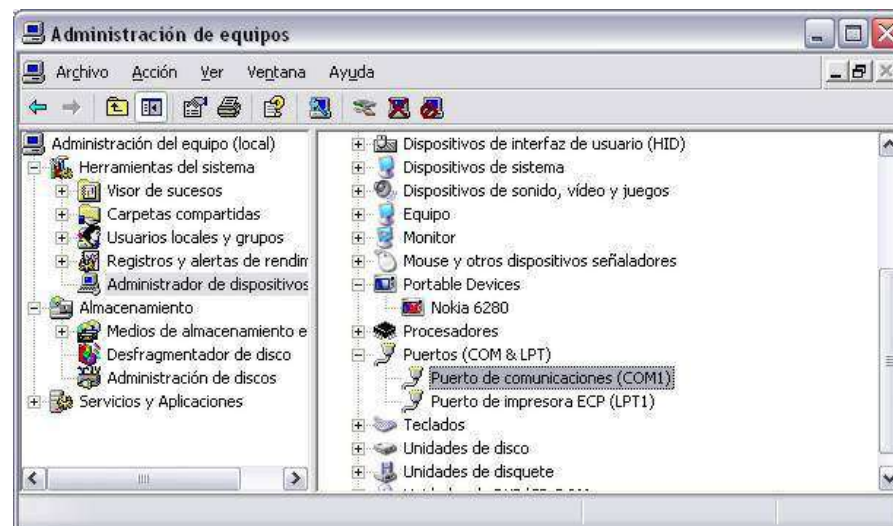 Administración de equipos
Archivo Acción Ver Ventana Ayuda
Administración del equipo (local)
Herramientas del sistema
Visor de sucesos
Carpetas compartidas
Usuarios locales y grupos
Registros y alertas de rendim
Administrador de dispositivos
Almacenamiento
Medios de almacenamiento e
Desfragmentador de disco
Administración de discos
Servicios y Aplicaciones
Dispositivos de interfaz de usuario (HID)
Dispositivos de sistema
Dispositivos de sonido, vídeo y juegos
Equipo
Monitor
Mouse y otros dispositivos señaladores
Portable Devices
Nokia 6280
Procesadores
Puertos (COM & LPT)
Puerto de comunicaciones (COM1)
Puerto de impresora ECP (LPT1)
Teclados
Unidades de disco
Unidades de disquete